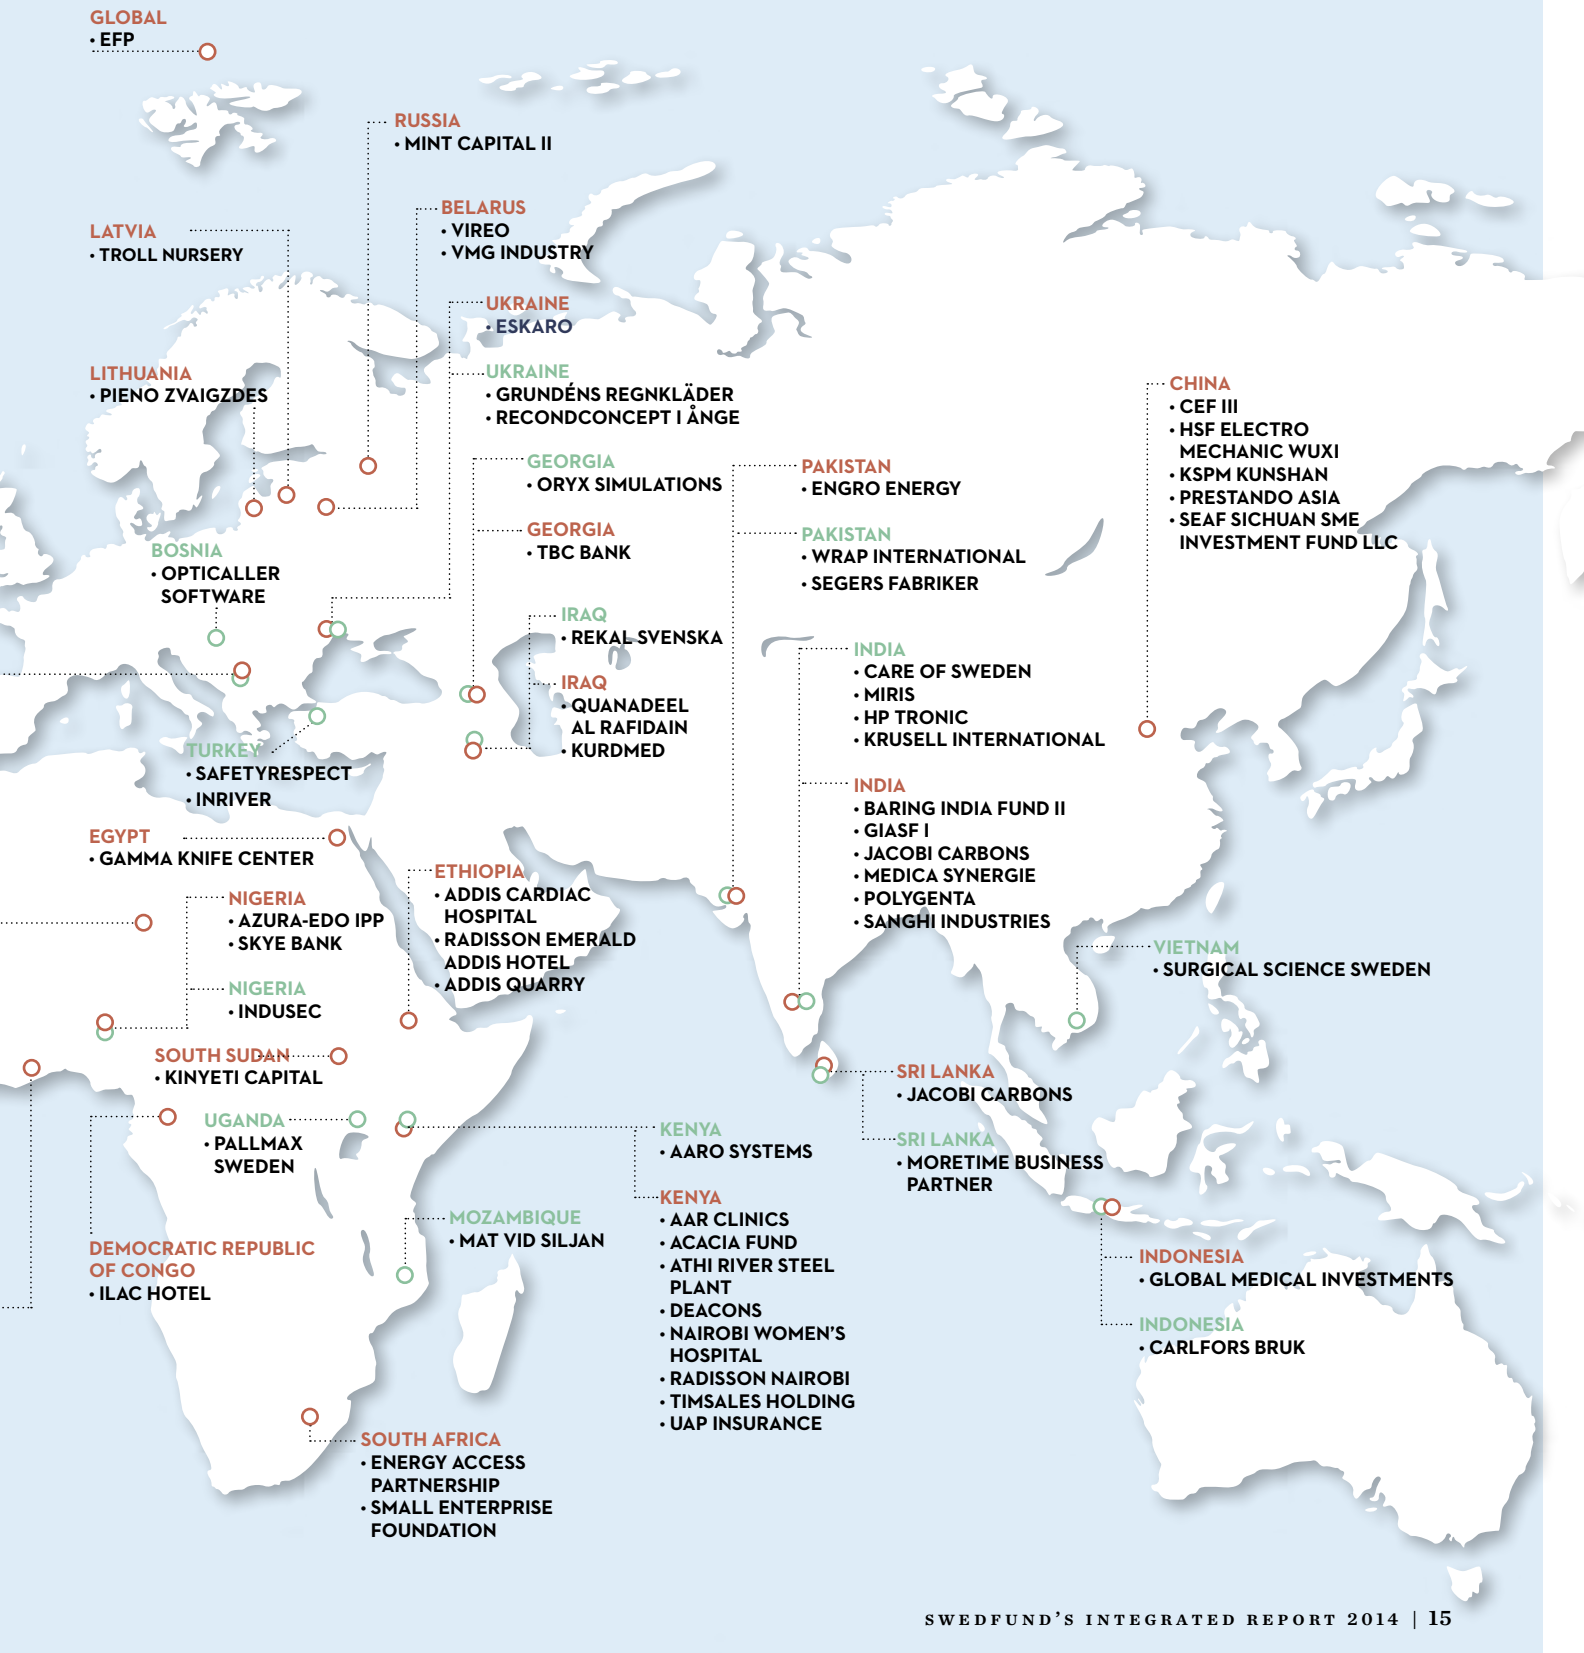 GLOBAL
• EFP
RUSSIA
• MINT CAPITAL II
BELARUS
• VIREO
• VMG INDUSTRY
LATVIA
• TROLL NURSERY
UKRAINE
• ESKARO
UKRAINE
• GRUNDÉNS REGNKLÄDER
• RECONDCONCEPT I ÅNGE
LITHUANIA
• PIENO ZVAIGZDES
GEORGIA
• ORYX SIMULATIONS
GEORGIA
• TBC BANK
PAKISTAN
• ENGRO ENERGY
PAKISTAN
• WRAP INTERNATIONAL
• SEGERS FABRIKER
CHINA
• CEF III
• HSF ELECTRO
MECHANIC WUXI
• KSPM KUNSHAN
• PRESTANDO ASIA
• SEAF SICHUAN SME
INVESTMENT FUND LLC
BOSNIA
• OPTICALLER
SOFTWARE
IRAQ
• REKAL SVENSKA
IRAQ
• QUANADEEL
AL RAFIDAIN
• KURDMED
INDIA
• CARE OF SWEDEN
• MIRIS
• HP TRONIC
• KRUSELL INTERNATIONAL
INDIA
• BARING INDIA FUND II
• GIASF I
• JACOBI CARBONS
• MEDICA SYNERGIE
• POLYGENTA
• SANGHI INDUSTRIES
TURKEY
• SAFETYRESPECT
• INRIVER
EGYPT
• GAMMA KNIFE CENTER
NIGERIA
• AZURA-EDO IPP
• SKYE BANK
NIGERIA
• INDUSEC
ETHIOPIA
• ADDIS CARDIAC
HOSPITAL
• RADISSON EMERALD
ADDIS HOTEL
• ADDIS QUARRY
VIETNAM
• SURGICAL SCIENCE SWEDEN
SOUTH SUDAN
• KINYETI CAPITAL
UGANDA
• PALLMAX
SWEDEN
SRI LANKA
• JACOBI CARBONS
SRI LANKA
• MORETIME BUSINESS
PARTNER
KENYA
• AARO SYSTEMS
KENYA
• AAR CLINICS
• ACACIA FUND
• ATHI RIVER STEEL
PLANT
• DEACONS
• NAIROBI WOMEN'S
HOSPITAL
• RADISSON NAIROBI
• TIMSALES HOLDING
• UAP INSURANCE
MOZAMBIQUE
• MAT VID SILJAN
DEMOCRATIC REPUBLIC
OF CONGO
• ILAC HOTEL
INDONESIA
• GLOBAL MEDICAL INVESTMENTS
INDONESIA
• CARLFORS BRUK
SOUTH AFRICA
• ENERGY ACCESS
PARTNERSHIP
• SMALL ENTERPRISE
FOUNDATION
SWEDFUND'S INTEGRATED REPORT 2014 | 15